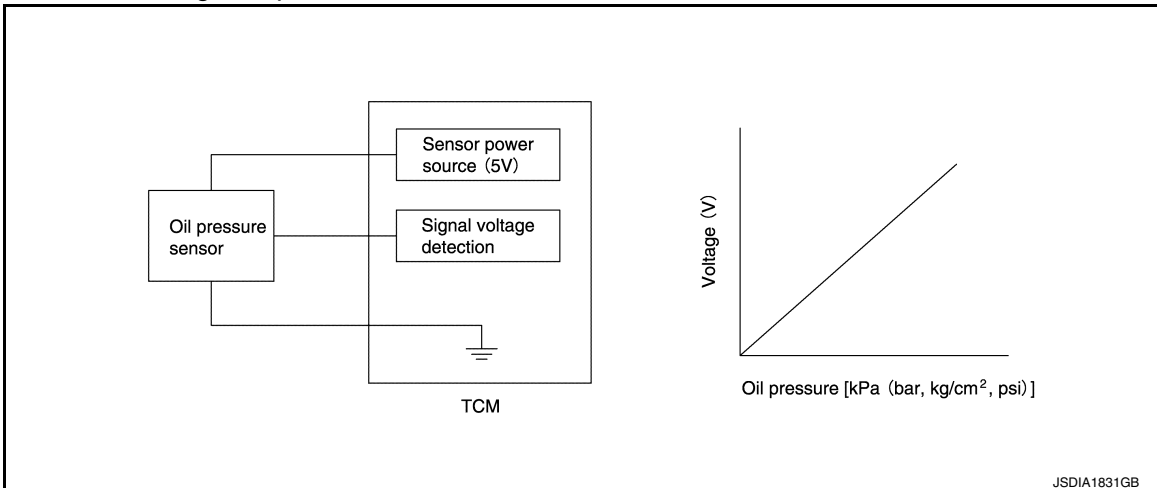 Sensor power
source (5V)
Oil pressure
sensor
Signal voltage
detection
TCM
Voltage (V)
Oil pressure [kPa (bar, kg/cm², psi)]
JSDIA1831GB